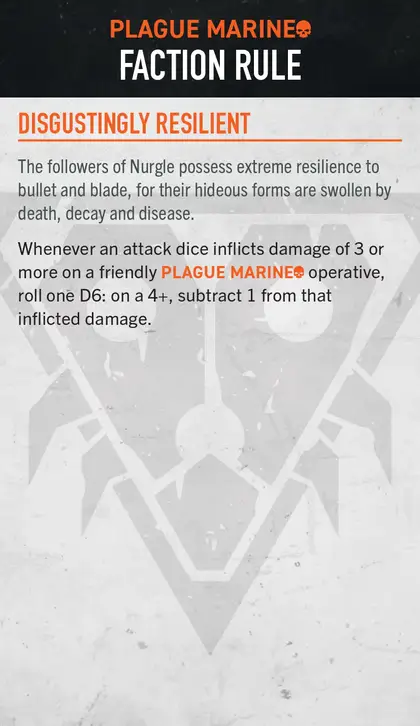 PLAGUE MARINE
FACTION RULE
DISGUSTINGLY RESILIENT
The followers of Nurgle possess extreme resilience to
bullet and blade, for their hideous forms are swollen by
death, decay and disease.
Whenever an attack dice inflicts damage of 3 or
more on a friendly PLAGUE MARINE operative,
roll one D6: on a 4+, subtract 1 from that
inflicted damage.